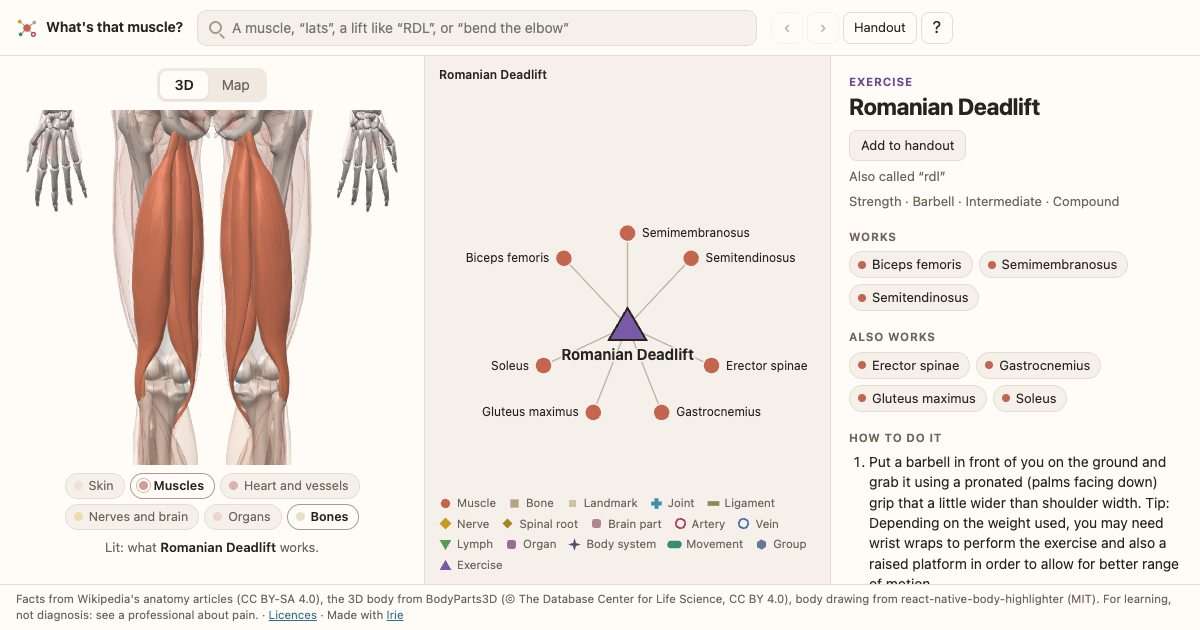 What's that muscle?
A muscle, “lats”, a lift like “RDL”, or “bend the elbow”
‹
›
Handout
?
3D
Map
Skin
Muscles
Heart and vessels
Nerves and brain
Organs
Bones
Lit: what Romanian Deadlift works.
Romanian Deadlift
Semimembranosus
Biceps femoris
Semitendinosus
Romanian Deadlift
Soleus
Erector spinae
Gluteus maximus
Gastrocnemius
Muscle
Bone
Landmark
Joint
Ligament
Nerve
Spinal root
Brain part
Artery
Vein
Lymph
Organ
Body system
Movement
Group
Exercise
EXERCISE
Romanian Deadlift
Add to handout
Also called “rdl”
Strength · Barbell · Intermediate · Compound
WORKS
Biceps femoris
Semimembranosus
Semitendinosus
ALSO WORKS
Erector spinae
Gastrocnemius
Gluteus maximus
Soleus
HOW TO DO IT
1. Put a barbell in front of you on the ground and
grab it using a pronated (palms facing down)
grip that a little wider than shoulder width. Tip:
Depending on the weight used, you may need
wrist wraps to perform the exercise and also a
raised platform in order to allow for better range
of motion.
Facts from Wikipedia's anatomy articles (CC BY-SA 4.0), the 3D body from BodyParts3D (© The Database Center for Life Science, CC BY 4.0), body drawing from react-native-body-highlighter (MIT). For learning,
not diagnosis: see a professional about pain. · Licences · Made with Irie